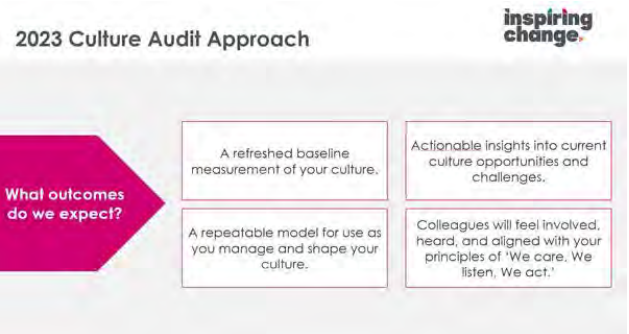 2023 Culture Audit Approach
inspiring
change.
What outcomes
do we expect?
A refreshed baseline
measurement of your culture.
Actionable insights into current
culture opportunities and
challenges.
A repeatable model for use as
you manage and shape your
culture.
Colleagues will feel involved,
heard, and aligned with your
principles of ‘We care. We
listen. We act.’